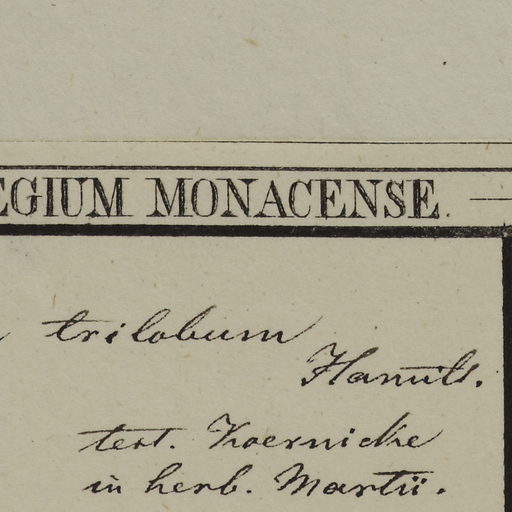 EGIUM MONACENSE.
trilobum
Hamilt.
test. Koernicke
in herb. Martii.